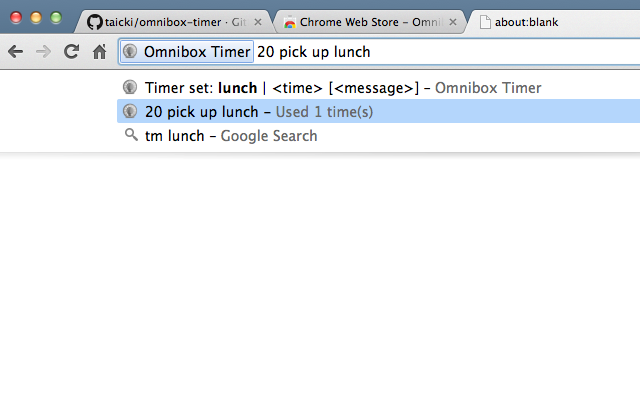 taicki/omnibox-timer · Git
Chrome Web Store – Omni
about:blank
Omnibox Timer 20 pick up lunch
Timer set: lunch | <time> [<message>] – Omnibox Timer
20 pick up lunch – Used 1 time(s)
tm lunch – Google Search